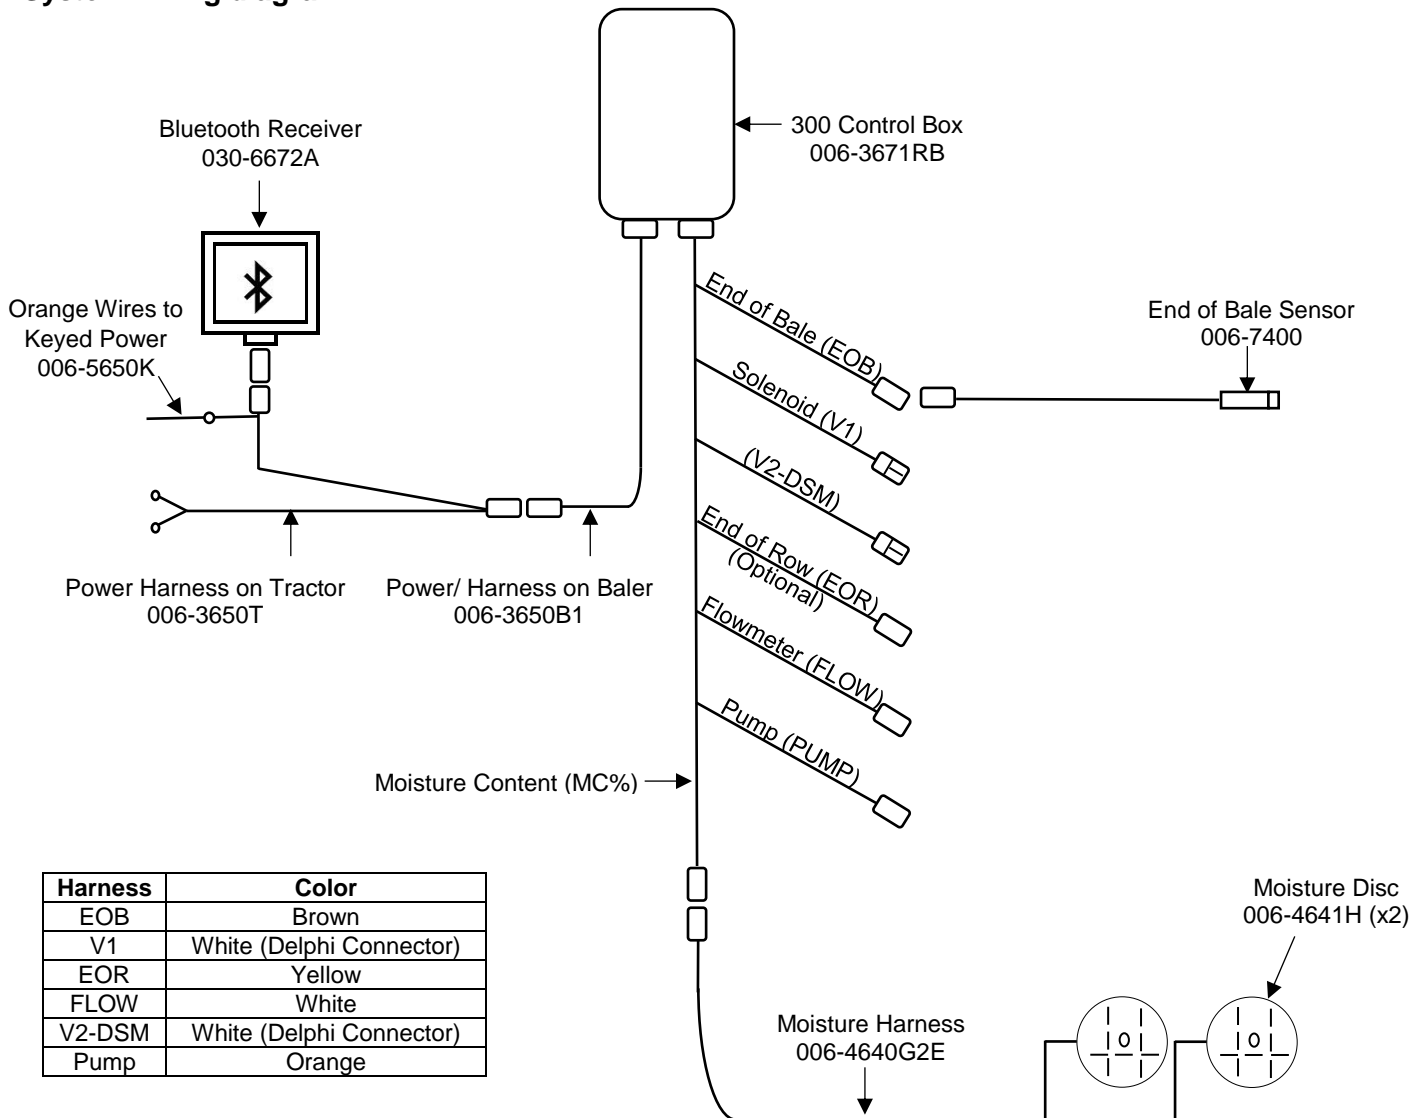 Bluetooth Receiver
030-6672A
300 Control Box
006-3671RB
Orange Wires to
Keyed Power
006-5650K
End of Bale Sensor
006-7400
End of Bale (EOB)
Solenoid (V1)
(V2-DSM)
End of Row (EOR)
(Optional)
Flowmeter (FLOW)
Pump (PUMP)
Power Harness on Tractor
006-3650T
Power/ Harness on Baler
006-3650B1
Moisture Content (MC%)
Harness Color
EOB Brown
V1 White (Delphi Connector)
EOR Yellow
FLOW White
V2-DSM White (Delphi Connector)
Pump Orange
Moisture Disc
006-4641H (x2)
Moisture Harness
006-4640G2E